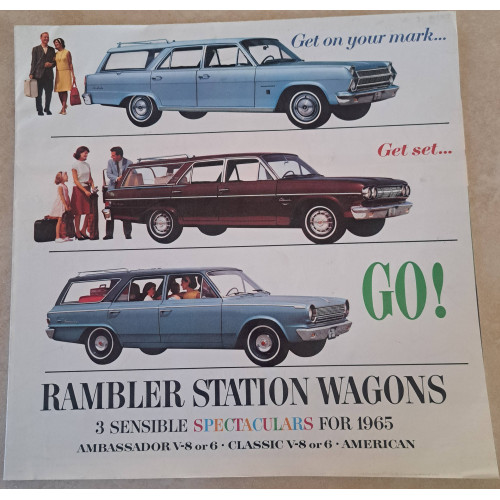 Get on your mark...
Get set...
GO!
RAMBLER STATION WAGONS
3 SENSIBLE SPECTACULARS FOR 1965
AMBASSADOR V-8 or 6 · CLASSIC V-8 or 6 · AMERICAN